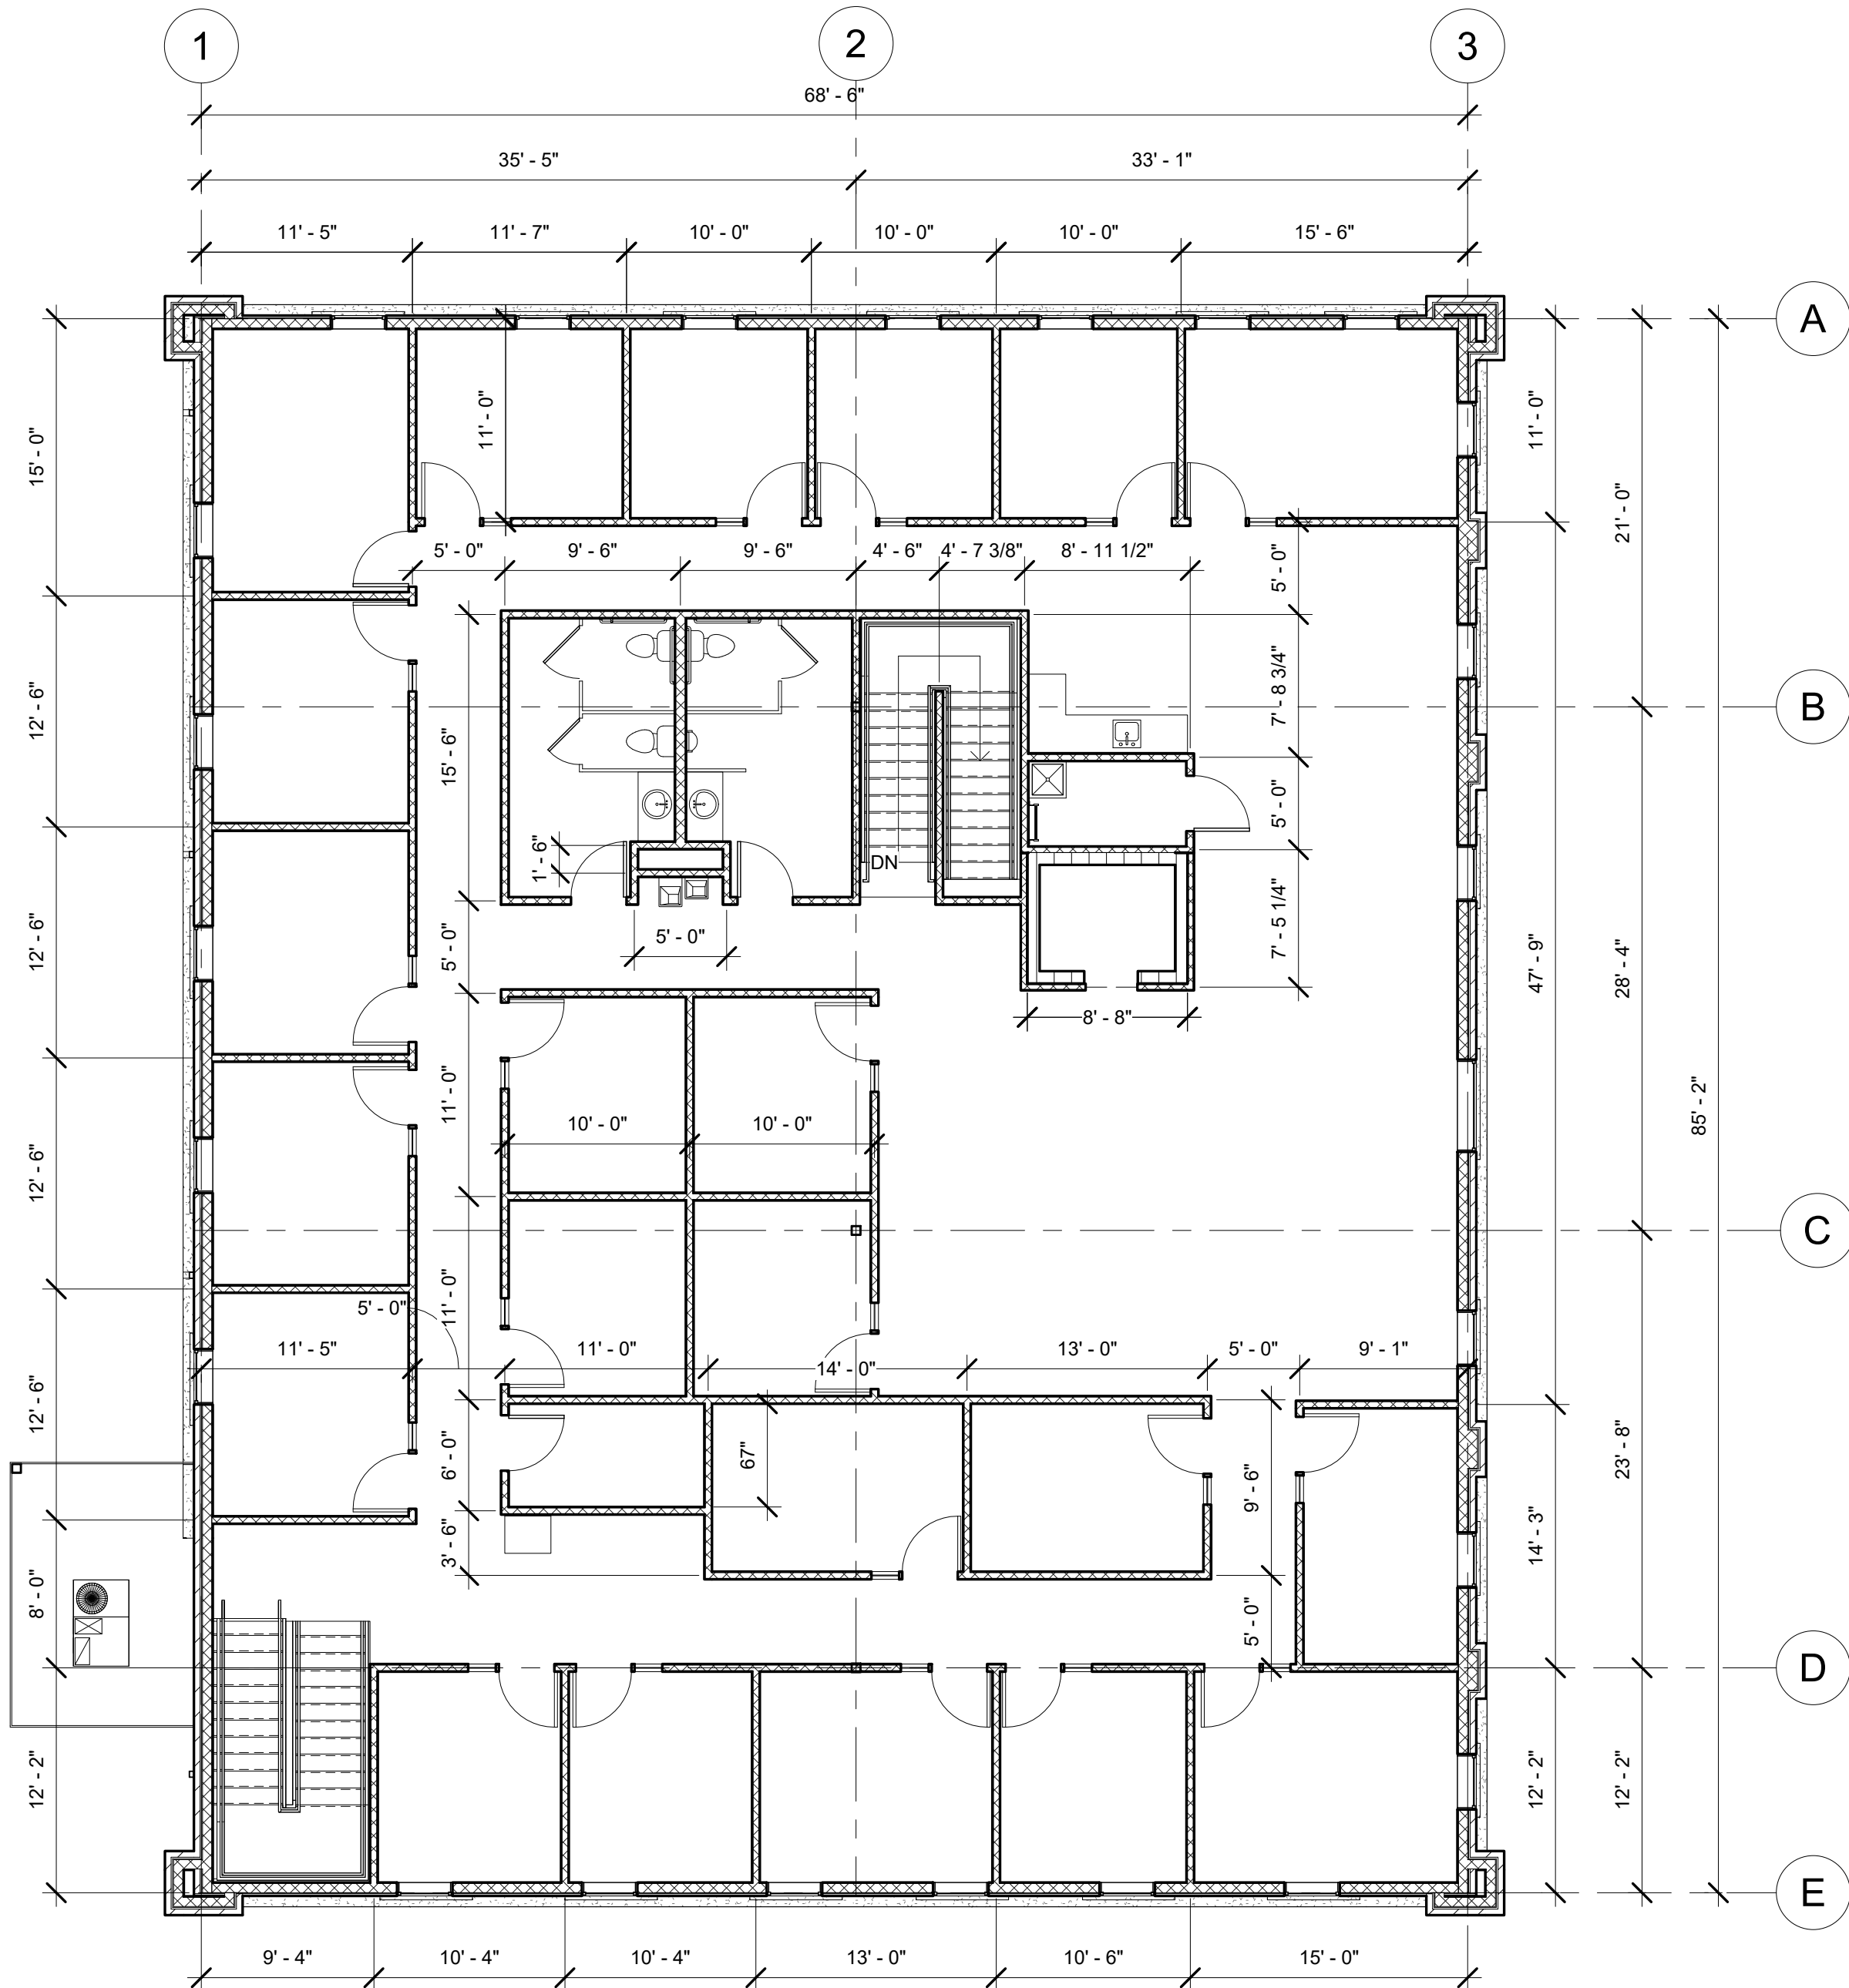 1
2
3
68' - 6"
35' - 5"
33' - 1"
11' - 5"
11' - 7"
10' - 0"
10' - 0"
10' - 0"
15' - 6"
A
15' - 0"
11' - 0"
11' - 0"
21' - 0"
5' - 0"
9' - 6"
9' - 6"
4' - 6"
4' - 7 3/8"
8' - 11 1/2"
5' - 0"
12' - 6"
7' - 8 3/4"
B
15' - 6"
5' - 0"
1' - 6"
DN
12' - 6"
5' - 0"
5' - 0"
7' - 5 1/4"
47' - 9"
28' - 4"
8' - 8"
11' - 0"
10' - 0"
10' - 0"
85' - 2"
12' - 6"
C
5' - 0"
11' - 0"
11' - 5"
11' - 0"
14' - 0"
13' - 0"
5' - 0"
9' - 1"
12' - 6"
6' - 0"
67"
9' - 6"
23' - 8"
3' - 6"
14' - 3"
8' - 0"
5' - 0"
D
12' - 2"
12' - 2"
12' - 2"
E
9' - 4"
10' - 4"
10' - 4"
13' - 0"
10' - 6"
15' - 0"